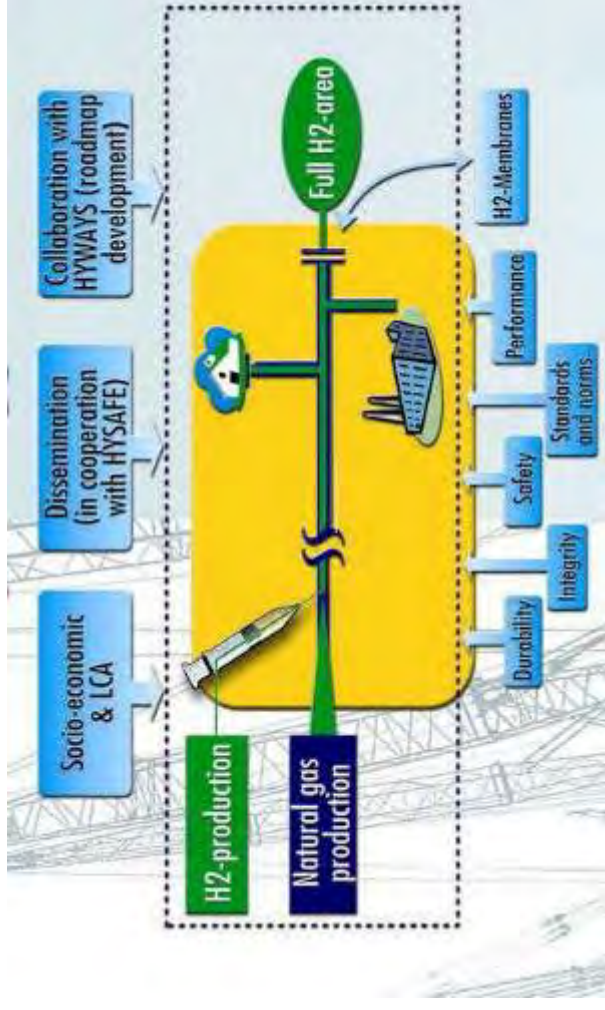 Socio-economic
& LCA
Dissemination
(in cooperation
with HYSAFE)
Collaboration with
HYWAYS (roadmap
development)
H2-production
Natural gas
production
Full H2-area
Durability
Integrity
Safety
Standards
and norms
Performance
H2-Membranes